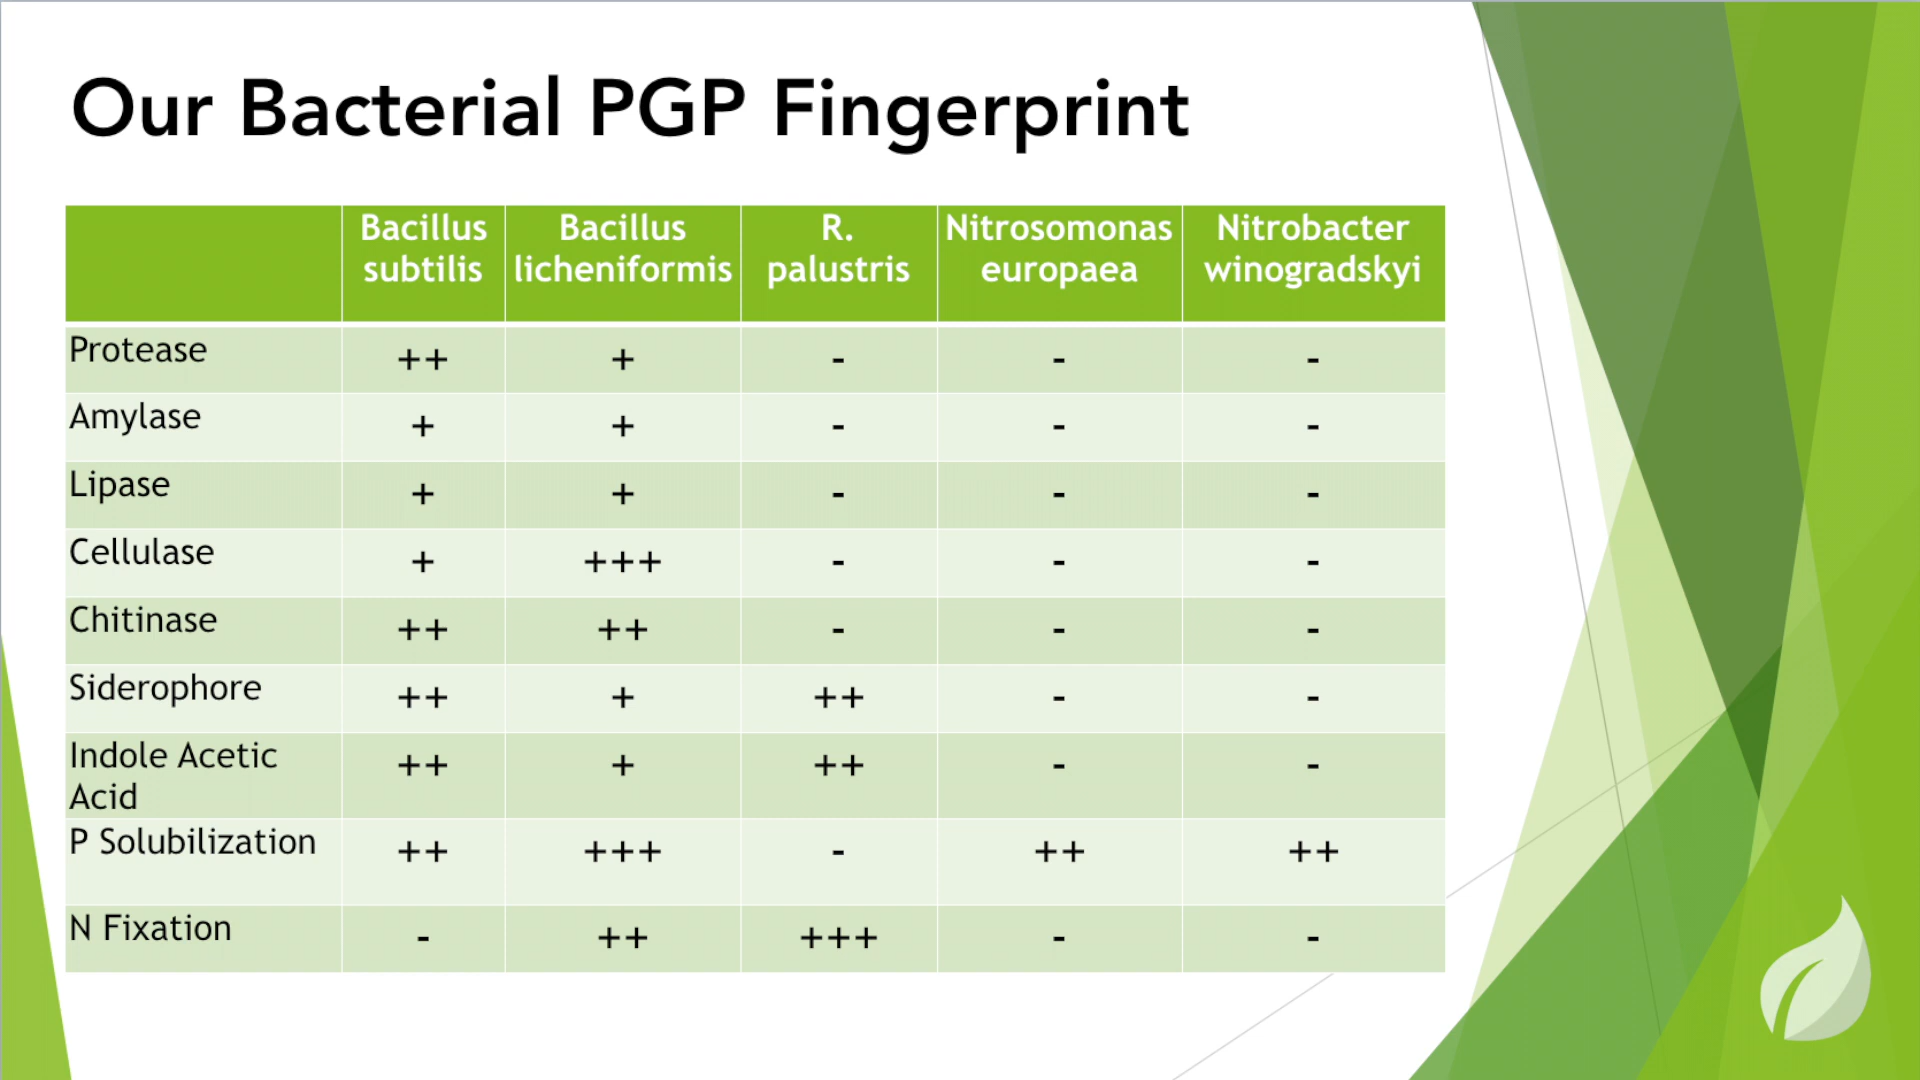 Our Bacterial PGP Fingerprint
Bacillus subtilis Bacillus licheniformis R. palustris Nitrosomonas europaea Nitrobacter winogradskyi
Protease ++ + - - -
Amylase + + - - -
Lipase + + - - -
Cellulase + +++ - - -
Chitinase ++ ++ - - -
Siderophore ++ + ++ - -
Indole Acetic Acid ++ + ++ - -
P Solubilization ++ +++ - ++ ++
N Fixation - ++ +++ - -